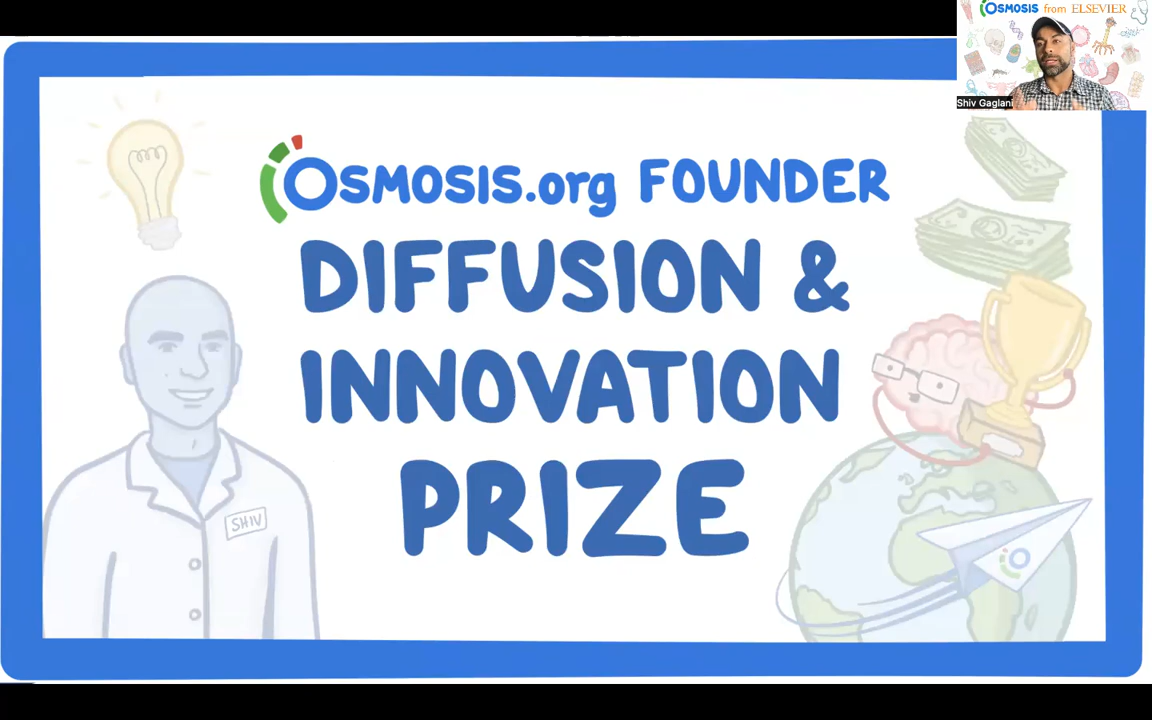 OSMOSIS from ELSEVIER
Shiv Gaglani
OSMOSIS.org FOUNDER
DIFFUSION &
INNOVATION
PRIZE
SHIV